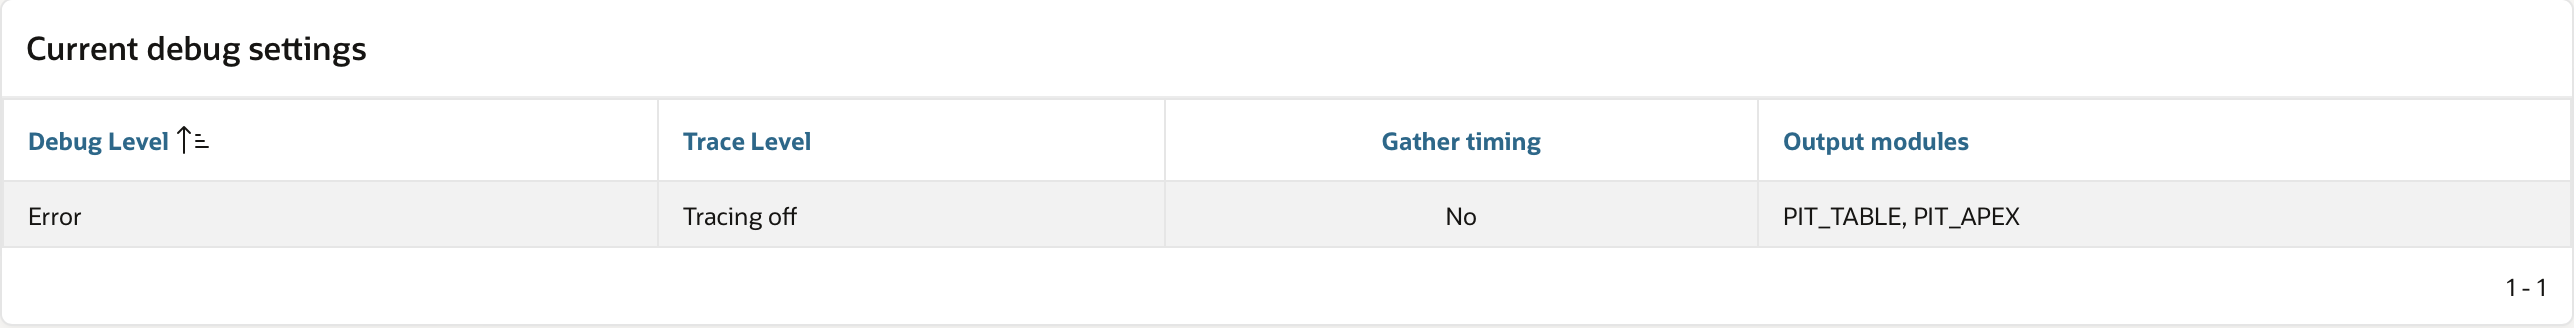 Current debug settings
Debug Level Trace Level Gather timing Output modules
Error Tracing off No PIT_TABLE, PIT_APEX
1 - 1